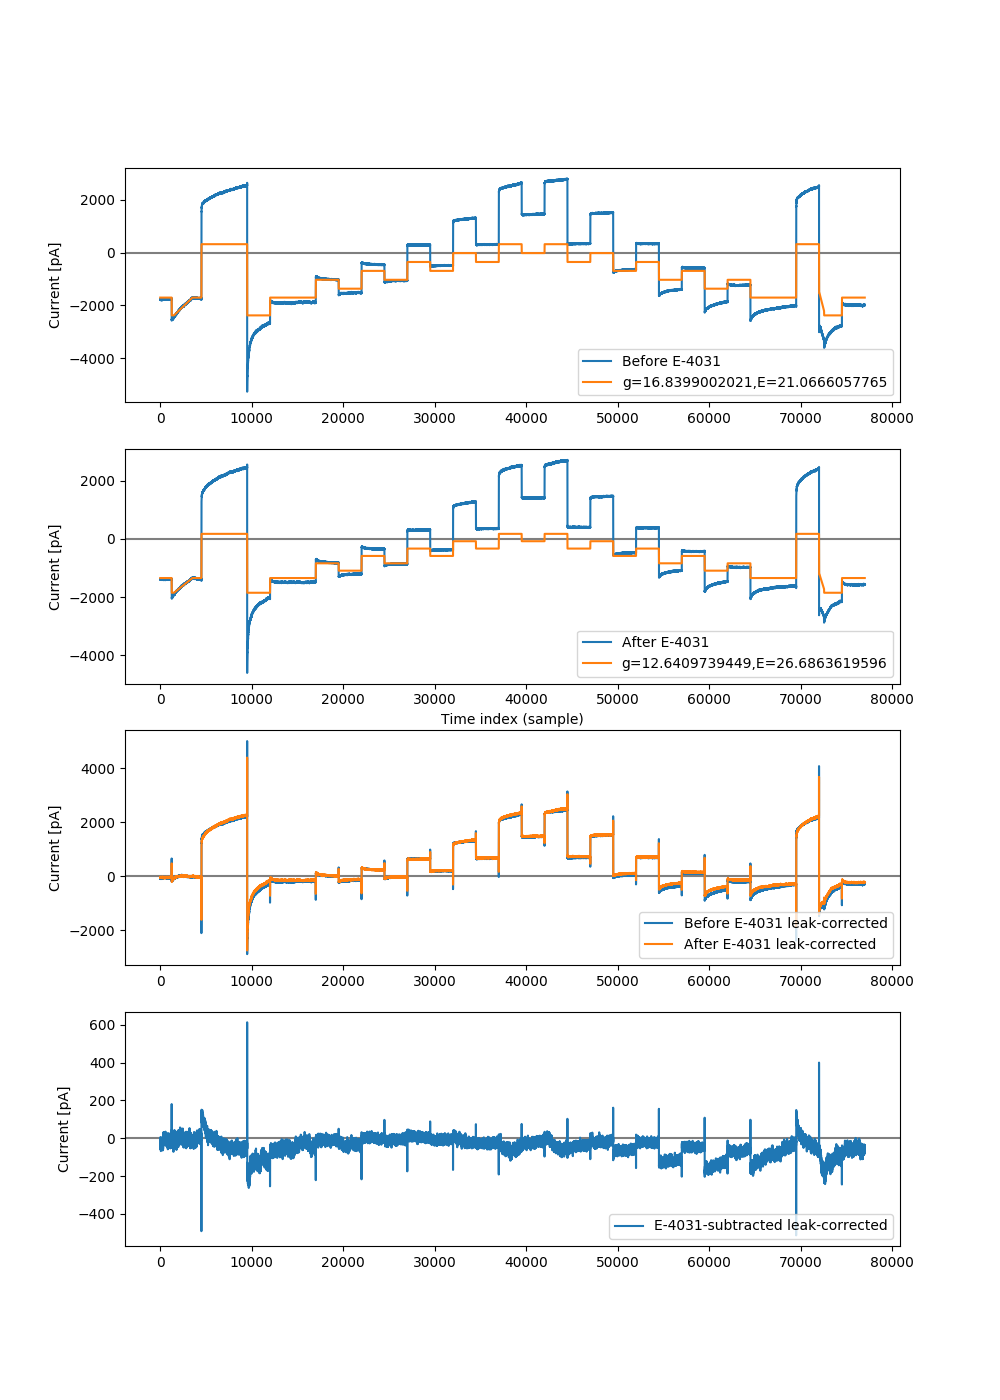 2000
0
−2000
−4000
Current [pA]
Before E-4031
g=16.8399002021,E=21.0666057765
0 10000 20000 30000 40000 50000 60000 70000 80000
2000
0
−2000
−4000
Current [pA]
After E-4031
g=12.6409739449,E=26.6863619596
0 10000 20000 30000 40000 50000 60000 70000 80000
Time index (sample)
4000
2000
0
−2000
Current [pA]
Before E-4031 leak-corrected
After E-4031 leak-corrected
0 10000 20000 30000 40000 50000 60000 70000 80000
600
400
200
0
−200
−400
Current [pA]
E-4031-subtracted leak-corrected
0 10000 20000 30000 40000 50000 60000 70000 80000